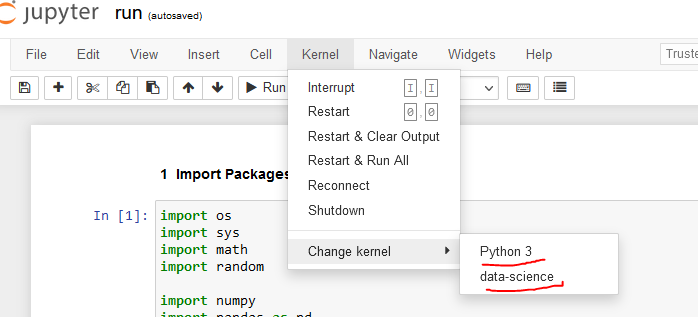 jupyter run (autosaved)
File Edit View Insert Cell Kernel Navigate Widgets Help Truste
Run
Interrupt I , I
Restart 0 , 0
Restart & Clear Output
Restart & Run All
Reconnect
Shutdown
Change kernel
Python 3
data-science
1 Import Packages
In [1]:
import os
import sys
import math
import random
import numpy
import pandas as pd